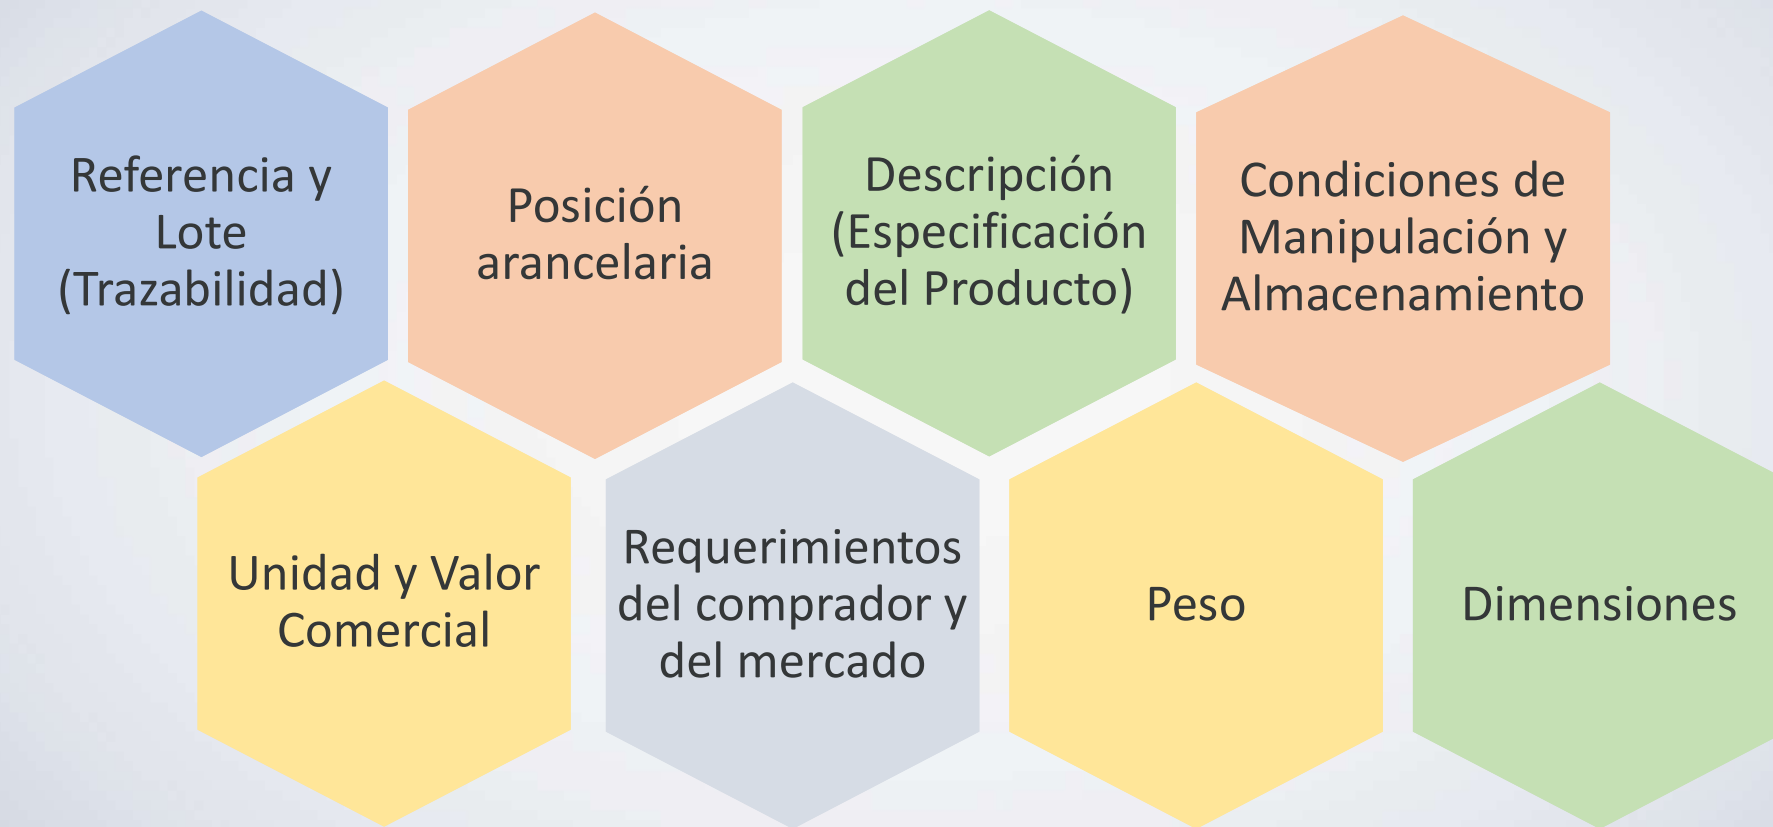 Referencia y
Lote
(Trazabilidad)
Posición
arancelaria
Descripción
(Especificación
del Producto)
Condiciones de
Manipulación y
Almacenamiento
Unidad y Valor
Comercial
Requerimientos
del comprador y
del mercado
Peso
Dimensiones